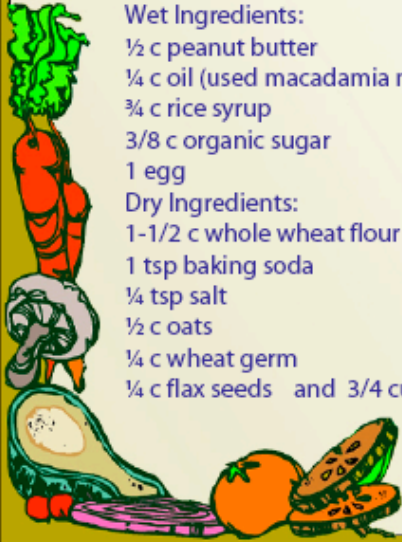 Wet Ingredients:
½ c peanut butter
¼ c oil (used macadamia
¾ c rice syrup
3/8 c organic sugar
1 egg
Dry Ingredients:
1-1/2 c whole wheat flour
1 tsp baking soda
¼ tsp salt
½ c oats
¼ c wheat germ
¼ c flax seeds and 3/4